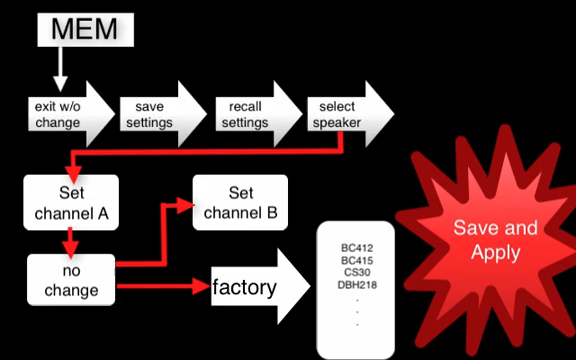 MEM
exit w/o
change
save
settings
recall
settings
select
speaker
Set
channel A
Set
channel B
no
change
factory
BC412
BC415
CS30
DBH218
.
.
.
Save and
Apply